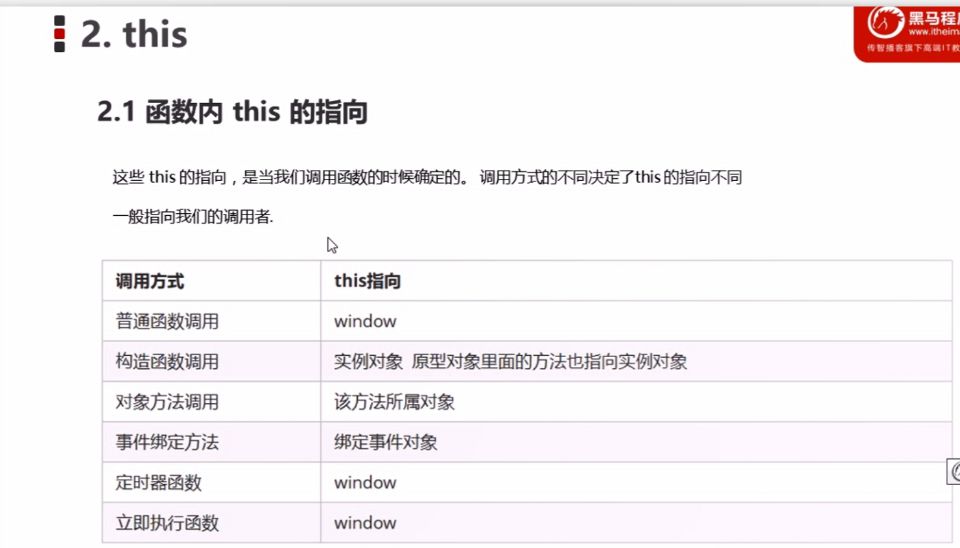 2. this
黑马程
www.itheima
传智播客旗下高端IT教
2.1 函数内 this 的指向
这些 this 的指向，是当我们调用函数的时候确定的。 调用方式的不同决定了this 的指向不同
一般指向我们的调用者.
调用方式 this指向
普通函数调用 window
构造函数调用 实例对象 原型对象里面的方法也指向实例对象
对象方法调用 该方法所属对象
事件绑定方法 绑定事件对象
定时器函数 window
立即执行函数 window